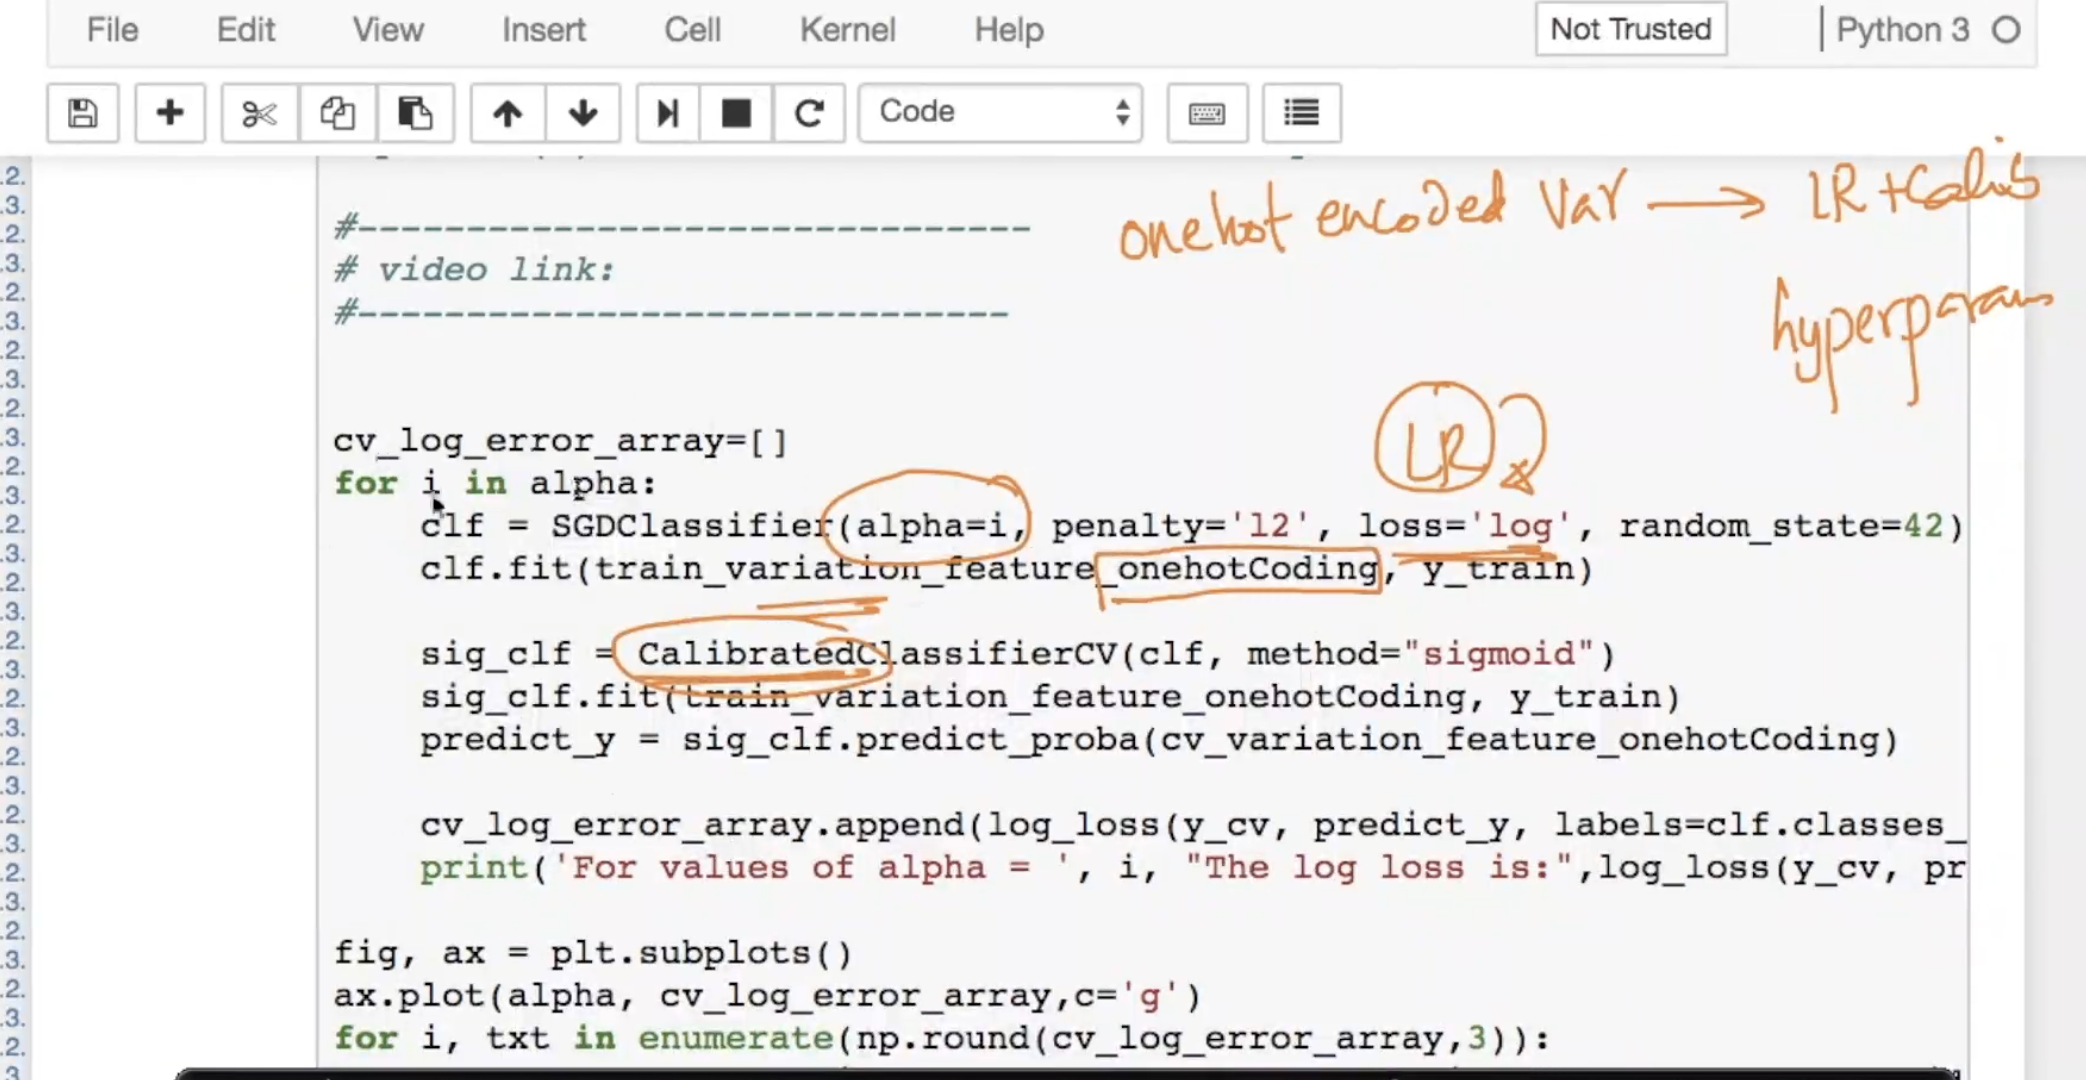 File Edit View Insert Cell Kernel Help Not Trusted Python 3
Code
onehot encoded Var → LR + Calib
#-------------------------------
# video link:
#------------------------------
hyperparam
LR
cv_log_error_array=[]
for i in alpha:
clf = SGDClassifier(alpha=i, penalty='l2', loss='log', random_state=42)
clf.fit(train_variation_feature_onehotCoding, y_train)
sig_clf = CalibratedClassifierCV(clf, method="sigmoid")
sig_clf.fit(train_variation_feature_onehotCoding, y_train)
predict_y = sig_clf.predict_proba(cv_variation_feature_onehotCoding)
cv_log_error_array.append(log_loss(y_cv, predict_y, labels=clf.classes_
print('For values of alpha = ', i, "The log loss is:",log_loss(y_cv, pr
fig, ax = plt.subplots()
ax.plot(alpha, cv_log_error_array,c='g')
for i, txt in enumerate(np.round(cv_log_error_array,3)):